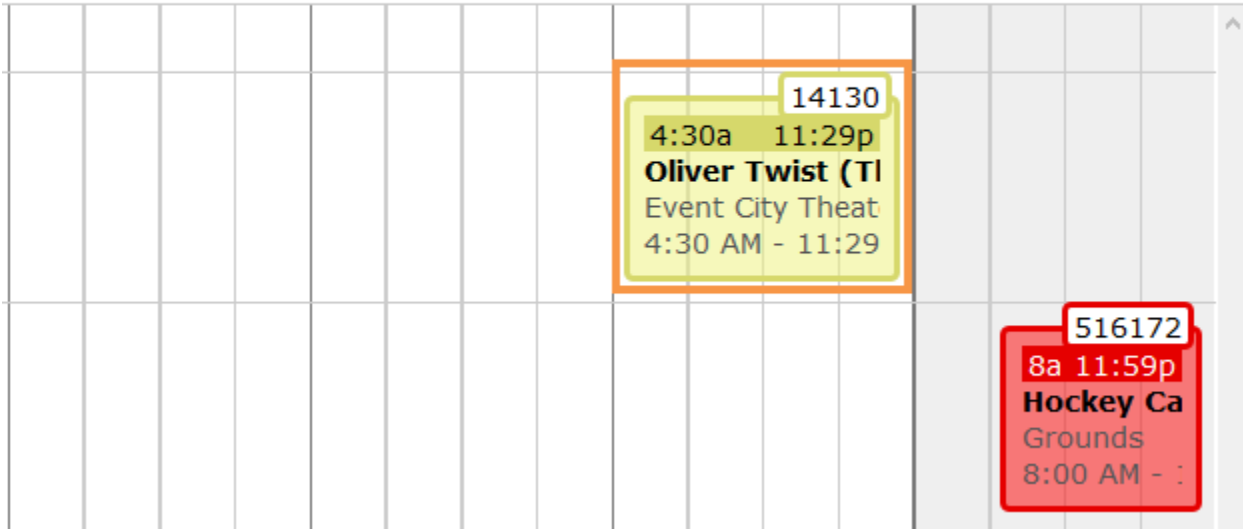 14130
4:30a 11:29p
Oliver Twist (Tl
Event City Theat
4:30 AM - 11:29
516172
8a 11:59p
Hockey Ca
Grounds
8:00 AM -